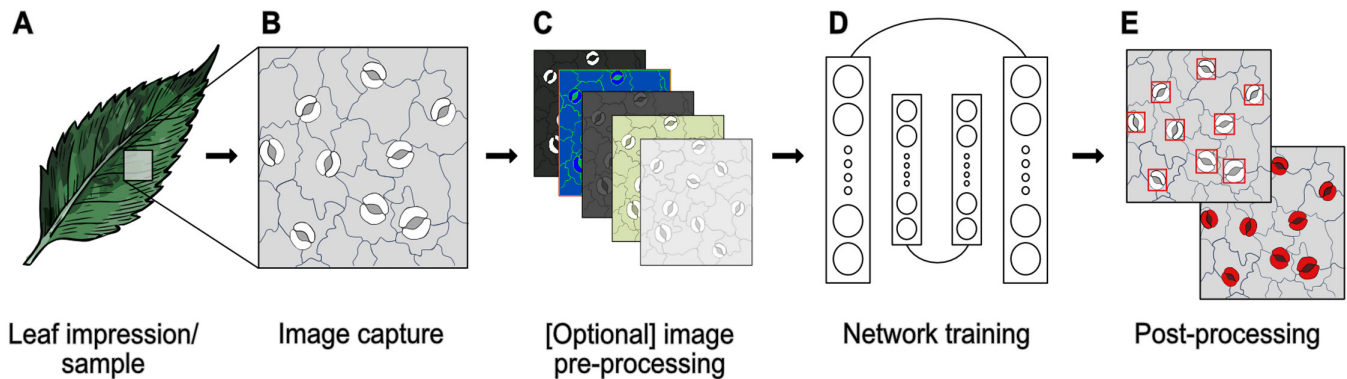 A
B
C
D
E
Leaf impression/
sample
Image capture
[Optional] image
pre-processing
Network training
Post-processing